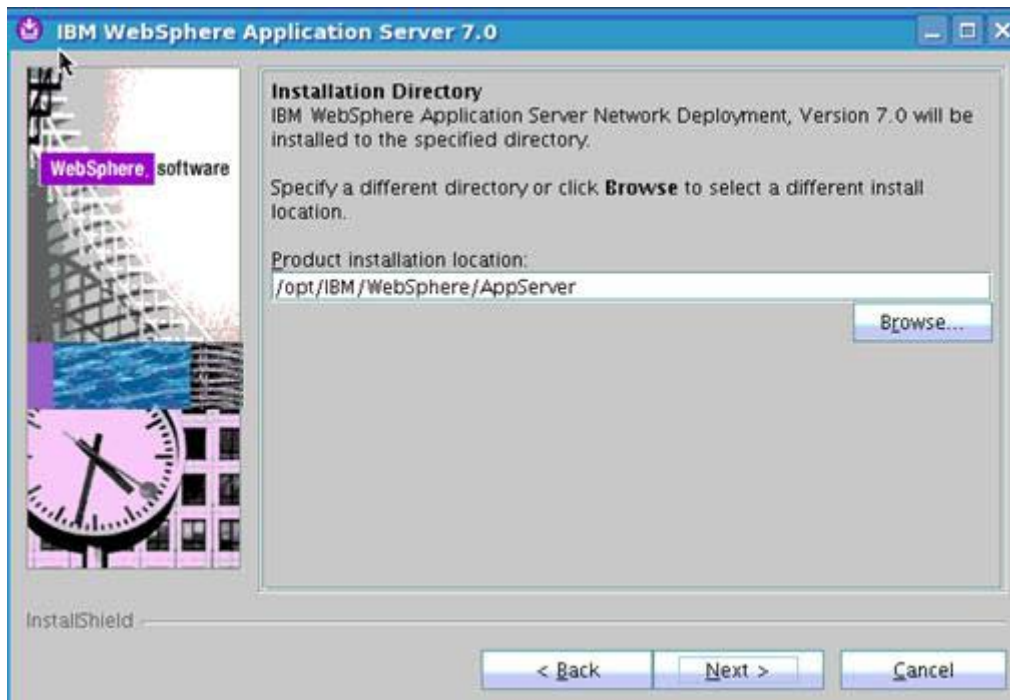 IBM WebSphere Application Server 7.0
WebSphere. software
Installation Directory
IBM WebSphere Application Server Network Deployment, Version 7.0 will be
installed to the specified directory.
Specify a different directory or click Browse to select a different install
location.
Product installation location:
/opt/IBM/WebSphere/AppServer
Browse...
InstallShield
< Back
Next >
Cancel